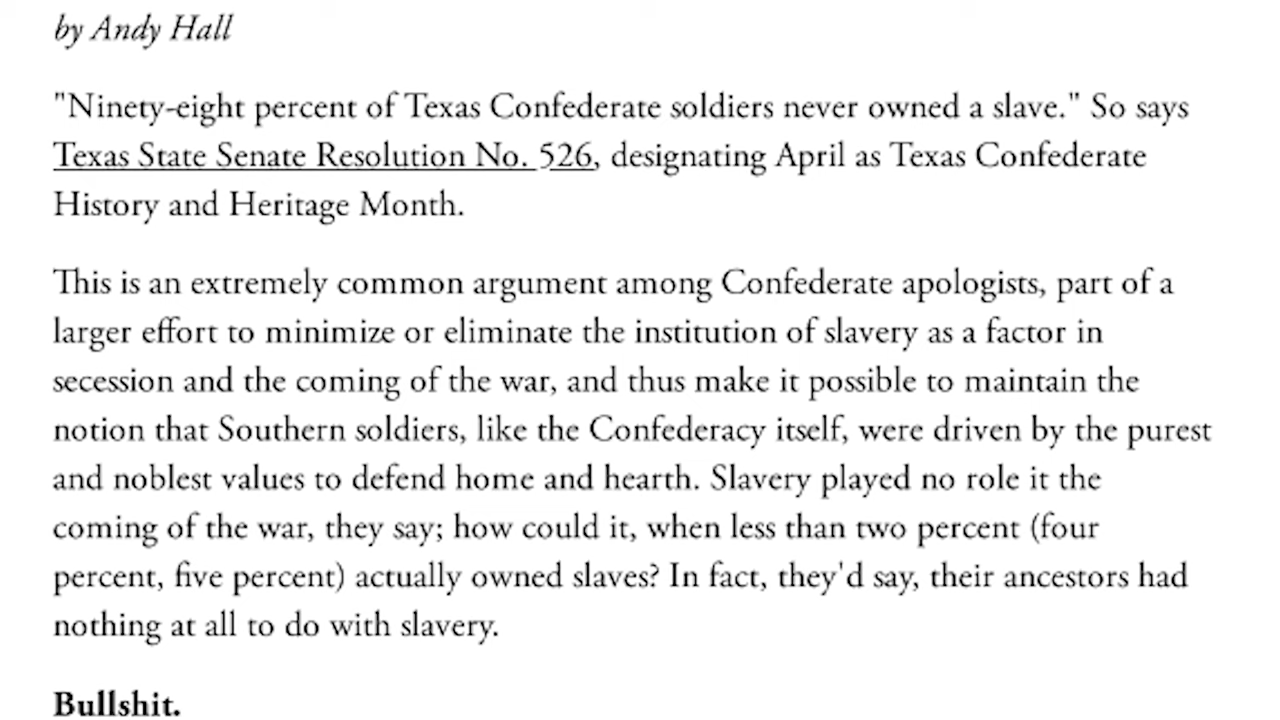 by Andy Hall
"Ninety-eight percent of Texas Confederate soldiers never owned a slave." So says
Texas State Senate Resolution No. 526, designating April as Texas Confederate
History and Heritage Month.
This is an extremely common argument among Confederate apologists, part of a
larger effort to minimize or eliminate the institution of slavery as a factor in
secession and the coming of the war, and thus make it possible to maintain the
notion that Southern soldiers, like the Confederacy itself, were driven by the purest
and noblest values to defend home and hearth. Slavery played no role it the
coming of the war, they say; how could it, when less than two percent (four
percent, five percent) actually owned slaves? In fact, they'd say, their ancestors had
nothing at all to do with slavery.
Bullshit.